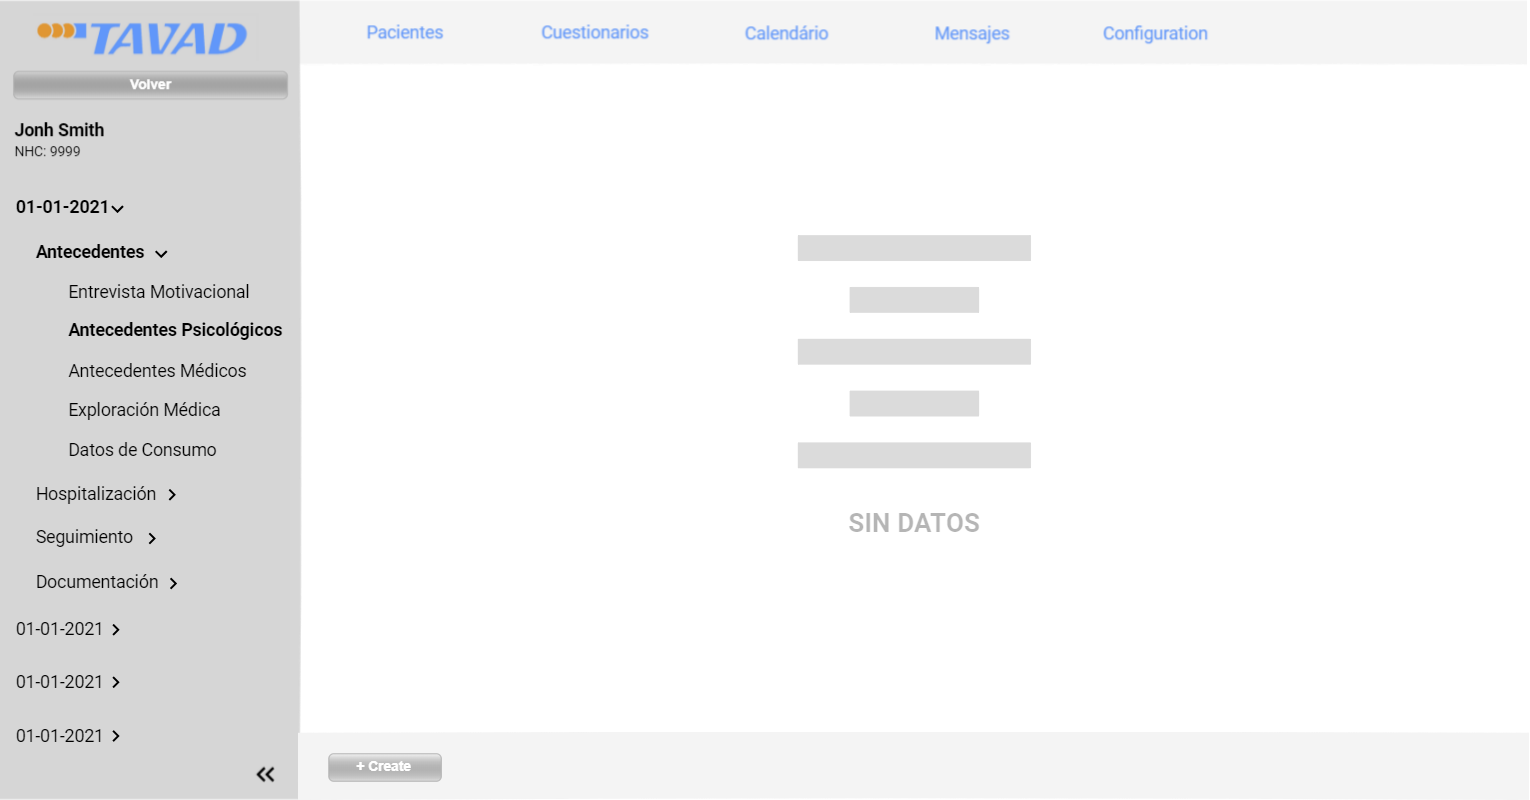 TAVAD
Pacientes
Cuestionarios
Calendário
Mensajes
Configuration
Volver
Jonh Smith
NHC: 9999
01-01-2021
Antecedentes
Entrevista Motivacional
Antecedentes Psicológicos
Antecedentes Médicos
Exploración Médica
Datos de Consumo
Hospitalización
Seguimiento
Documentación
01-01-2021
01-01-2021
01-01-2021
SIN DATOS
+ Create